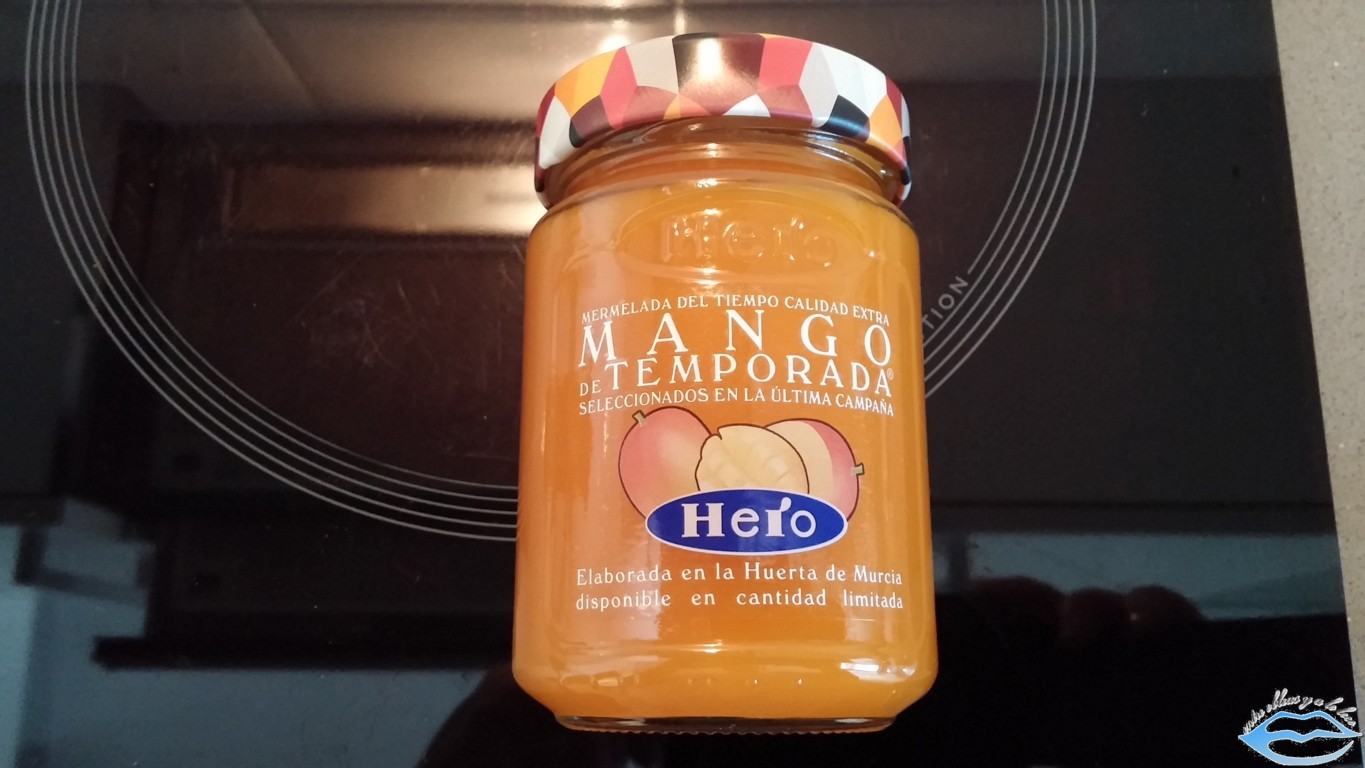 Hero
MERMELADA DEL TIEMPO CALIDAD EXTRA
MANGO
DE TEMPORADA®
SELECCIONADOS EN LA ÚLTIMA CAMPAÑA
Hero
Elaborada en la Huerta de Murcia
disponible en cantidad limitada